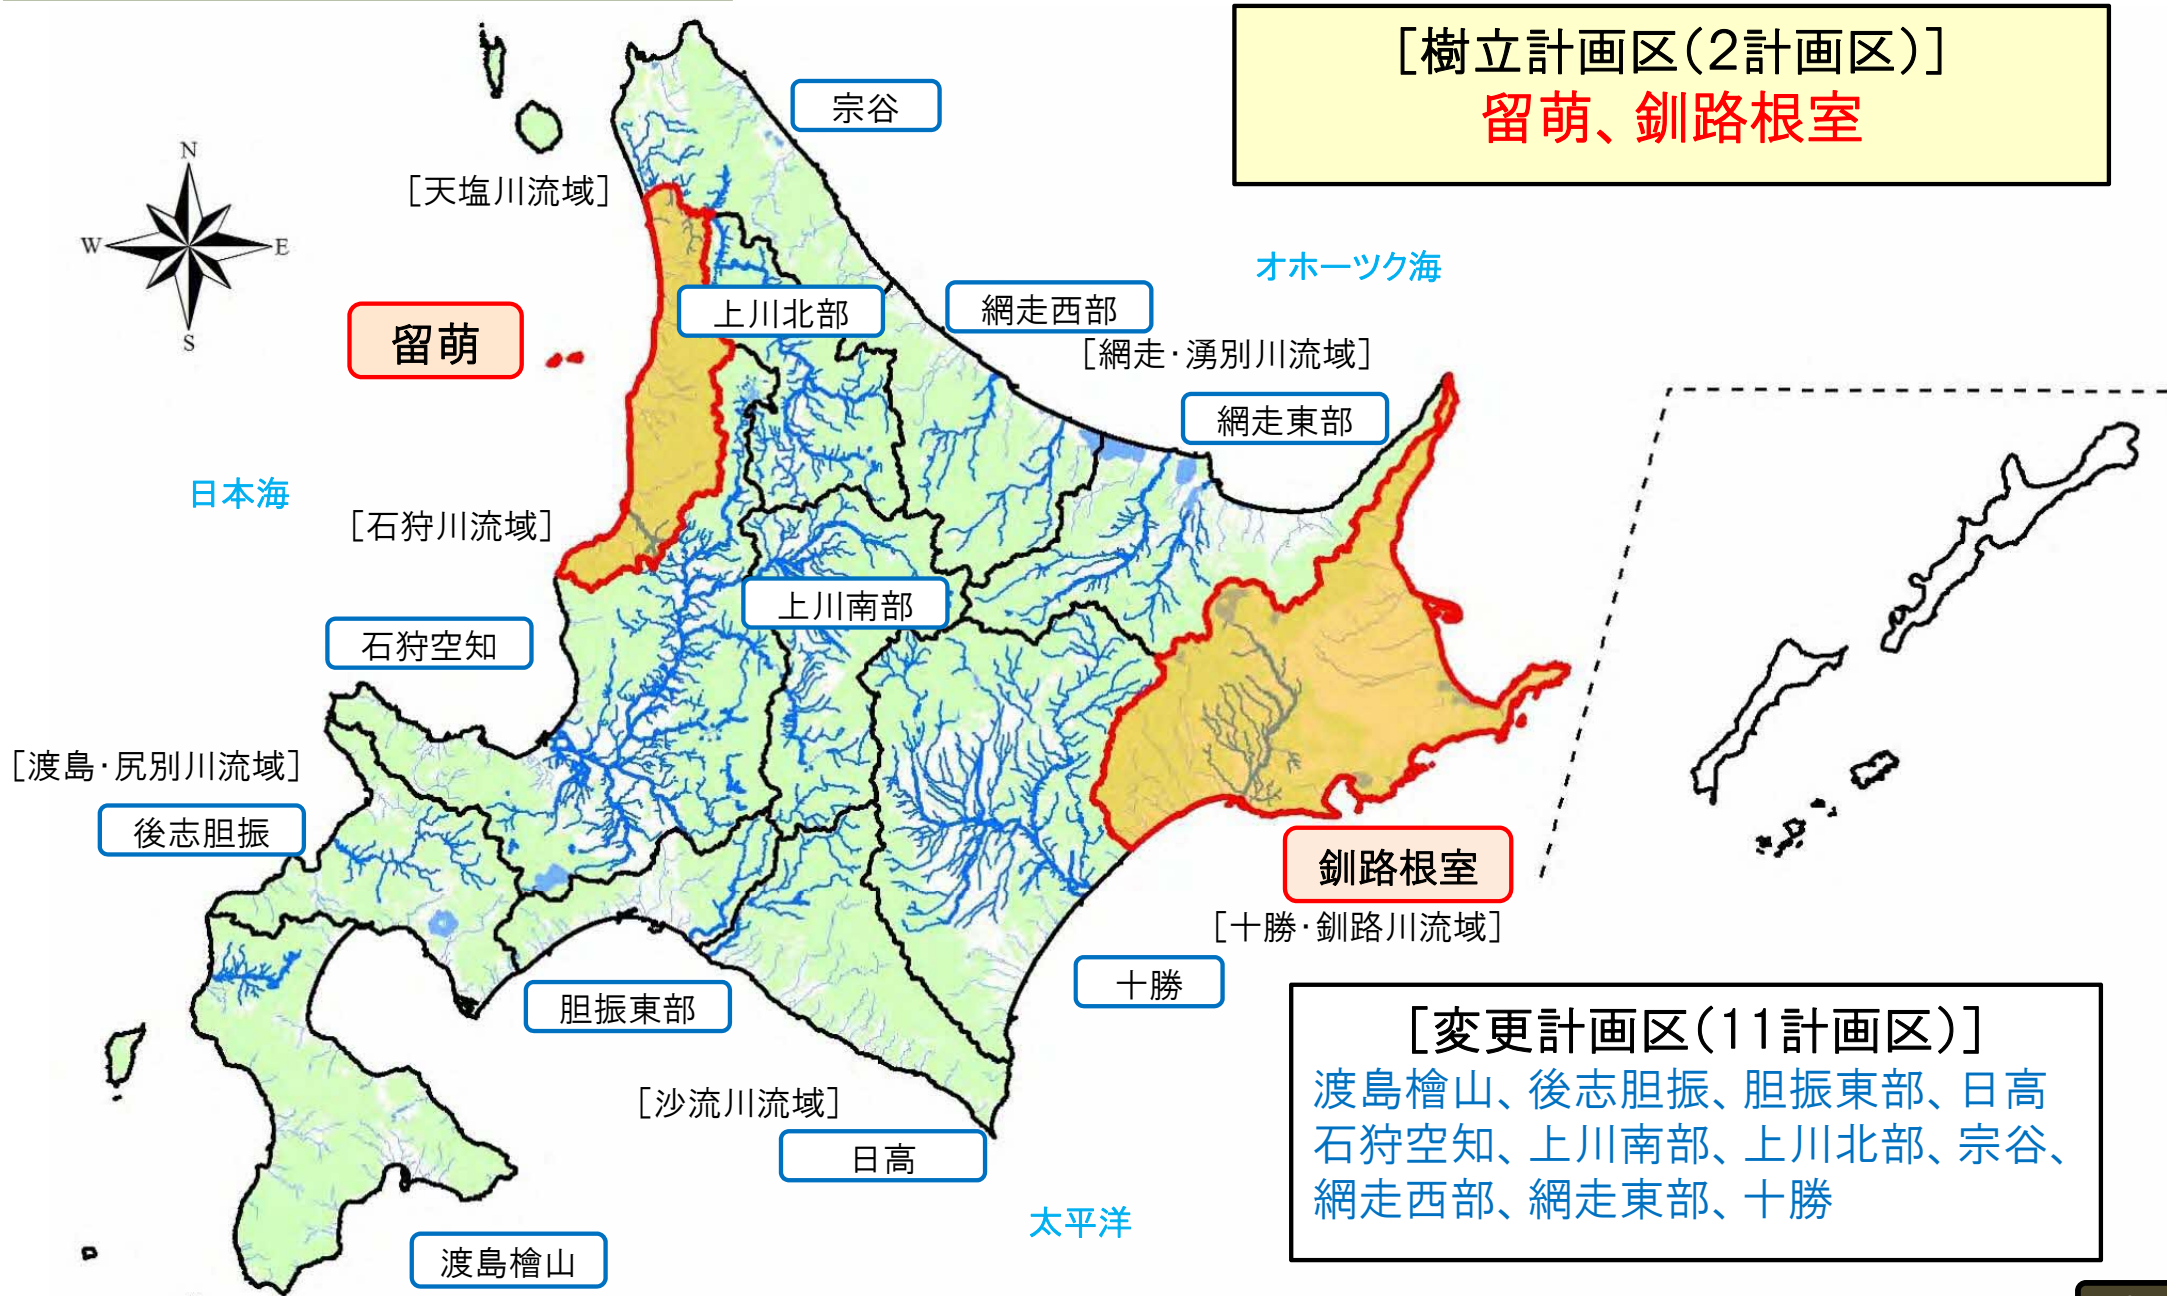 [樹立計画区(2計画区)]
留萌、釧路根室
宗谷
[天塩川流域]
N
W
E
S
オホーツク海
留萌
上川北部
網走西部
[網走･湧別川流域]
網走東部
日本海
[石狩川流域]
上川南部
石狩空知
[渡島･尻別川流域]
後志胆振
釧路根室
[十勝･釧路川流域]
十勝
胆振東部
[沙流川流域]
日高
太平洋
渡島檜山
[変更計画区(11計画区)]
渡島檜山、後志胆振、胆振東部、日高
石狩空知、上川南部、上川北部、宗谷、
網走西部、網走東部、十勝